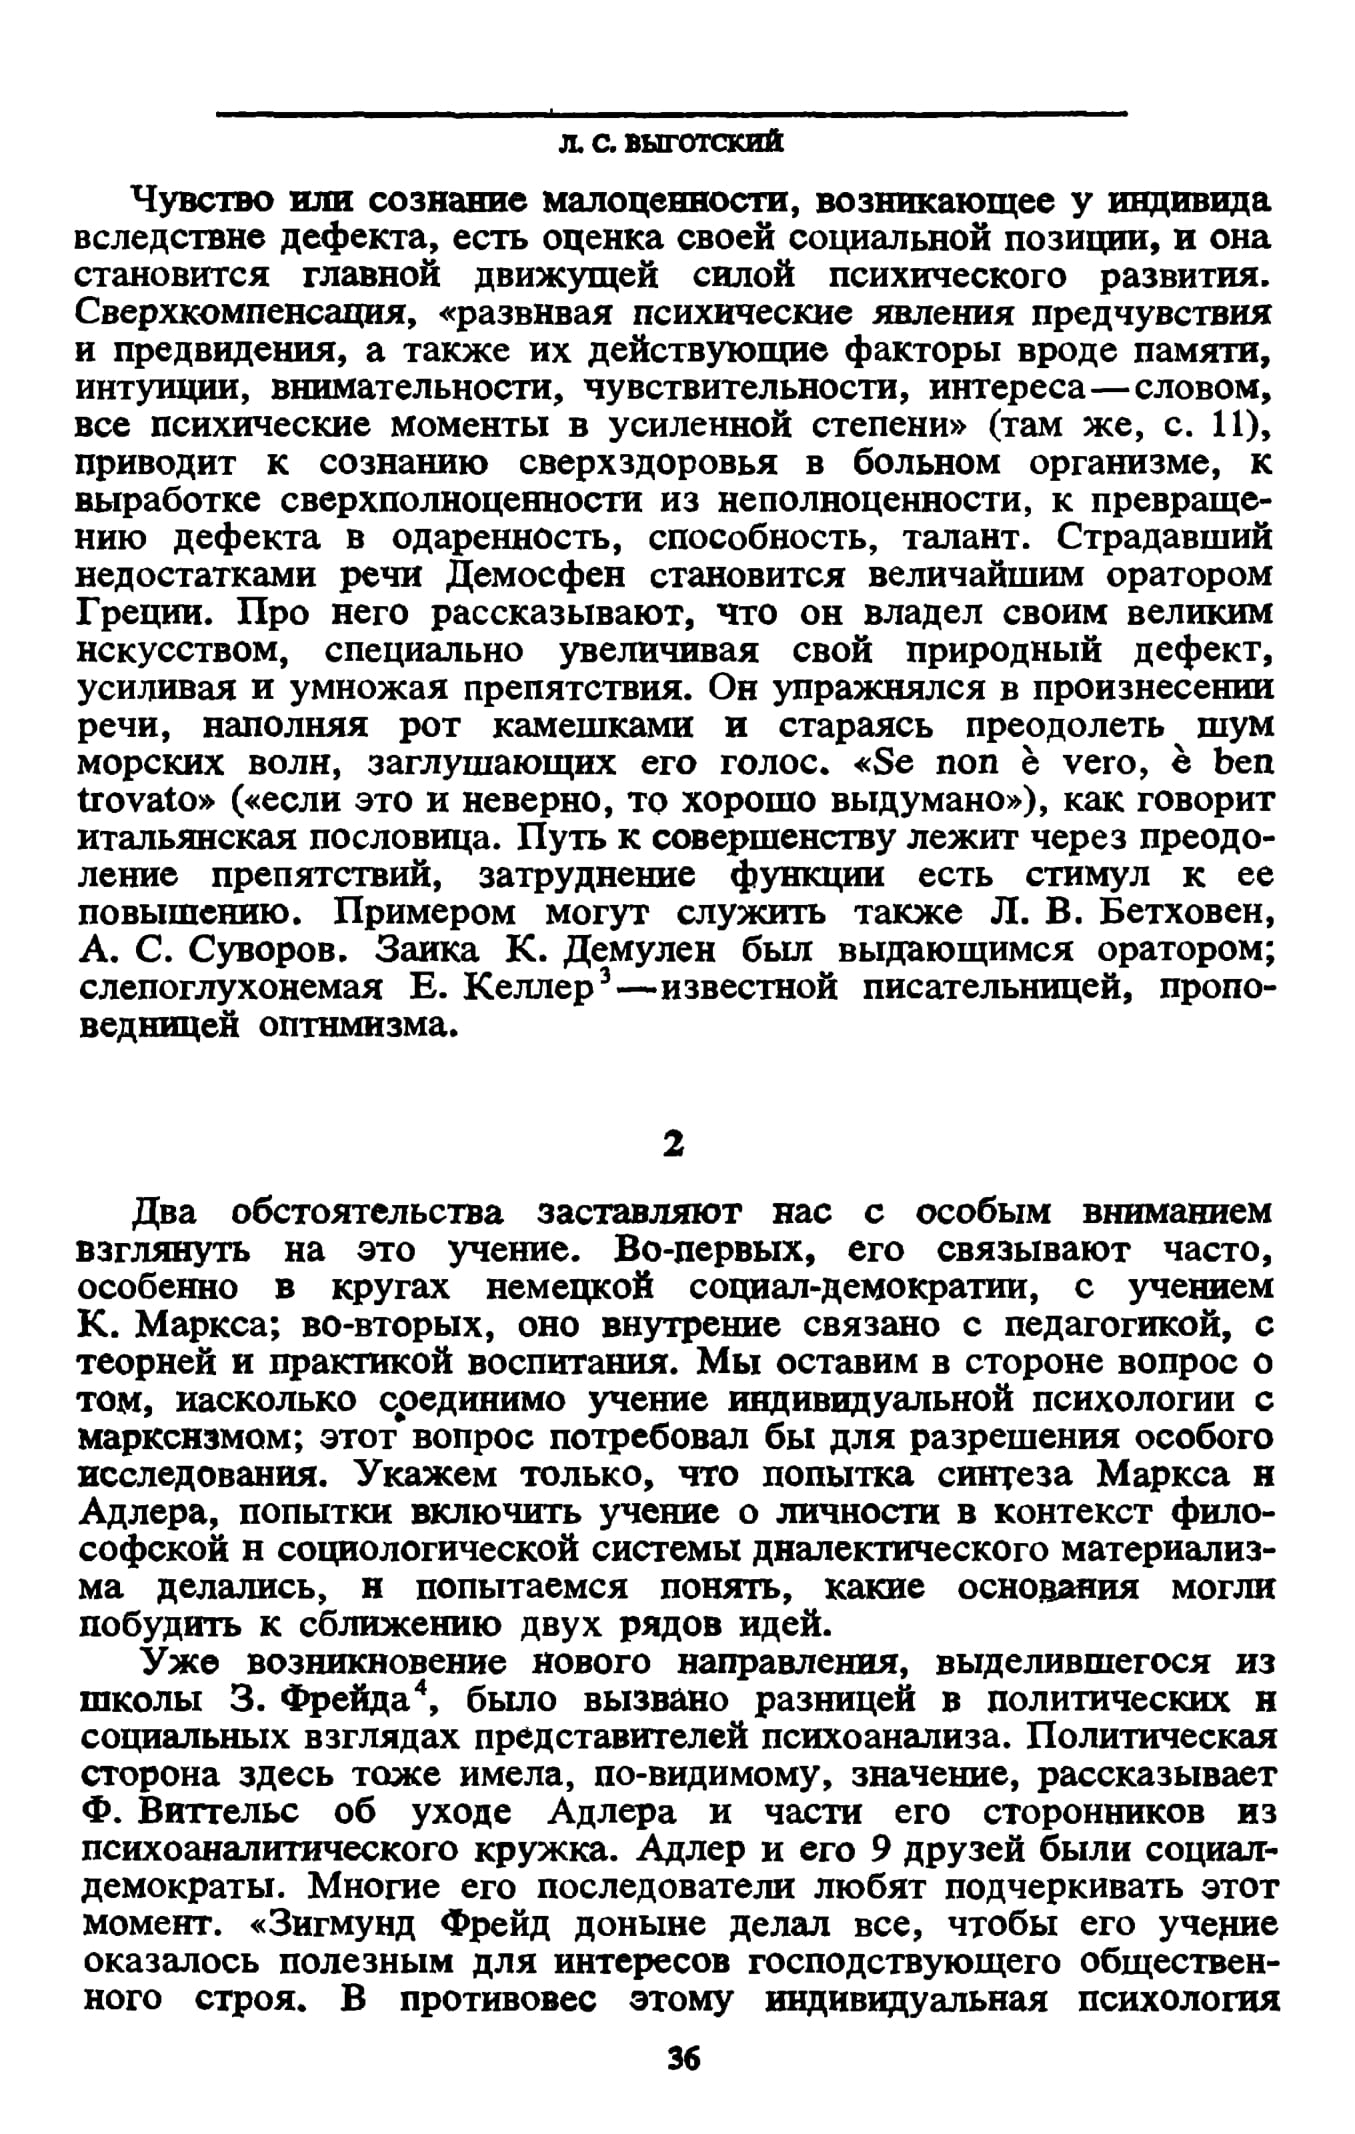 Л. С. ВЫГОТСКИЙ
Чувство или сознание малоценности, возникающее у индивида
вследствие дефекта, есть оценка своей социальной позиции, и она
становится главной движущей силой психического развития.
Сверхкомпенсация, «развивая психические явления предчувствия
и предвидения, а также их действующие факторы вроде памяти,
интуиции, внимательности, чувствительности, интереса—словом,
все психические моменты в усиленной степени» (там же, с. 11),
приводит к сознанию сверхздоровья в больном организме, к
выработке сверхполноценности из неполноценности, к превраще-
нию дефекта в одаренность, способность, талант. Страдавший
недостатками речи Демосфен становится величайшим оратором
Греции. Про него рассказывают, что он владел своим великим
искусством, специально увеличивая свой природный дефект,
усиливая и умножая препятствия. Он упражнялся в произнесении
речи, наполняя рот камешками и стараясь преодолеть шум
морских волн, заглушающих его голос. «Se non è vero, è ben
trovato» («если это и неверно, то хорошо выдумано»), как говорит
итальянская пословица. Путь к совершенству лежит через преодо-
ление препятствий, затруднение функции есть стимул к ее
повышению. Примером могут служить также Л. В. Бетховен,
А. С. Суворов. Заика К. Демулен был выдающимся оратором;
слепоглухонемая Е. Келлер³—известной писательницей, пропо-
ведницей оптимизма.
2
Два обстоятельства заставляют нас с особым вниманием
взглянуть на это учение. Во-первых, его связывают часто,
особенно в кругах немецкой социал-демократии, с учением
К. Маркса; во-вторых, оно внутренне связано с педагогикой, с
теорией и практикой воспитания. Мы оставим в стороне вопрос о
том, насколько соединимо учение индивидуальной психологии с
марксизмом; этот вопрос потребовал бы для разрешения особого
исследования. Укажем только, что попытка синтеза Маркса и
Адлера, попытки включить учение о личности в контекст фило-
софской и социологической системы диалектического материализ-
ма делались, и попытаемся понять, какие основания могли
побудить к сближению двух рядов идей.
Уже возникновение нового направления, выделившегося из
школы З. Фрейда⁴, было вызвано разницей в политических и
социальных взглядах представителей психоанализа. Политическая
сторона здесь тоже имела, по-видимому, значение, рассказывает
Ф. Виттельс об уходе Адлера и части его сторонников из
психоаналитического кружка. Адлер и его 9 друзей были социал-
демократы. Многие его последователи любят подчеркивать этот
момент. «Зигмунд Фрейд доныне делал все, чтобы его учение
оказалось полезным для интересов господствующего обществен-
ного строя. В противовес этому индивидуальная психология
36